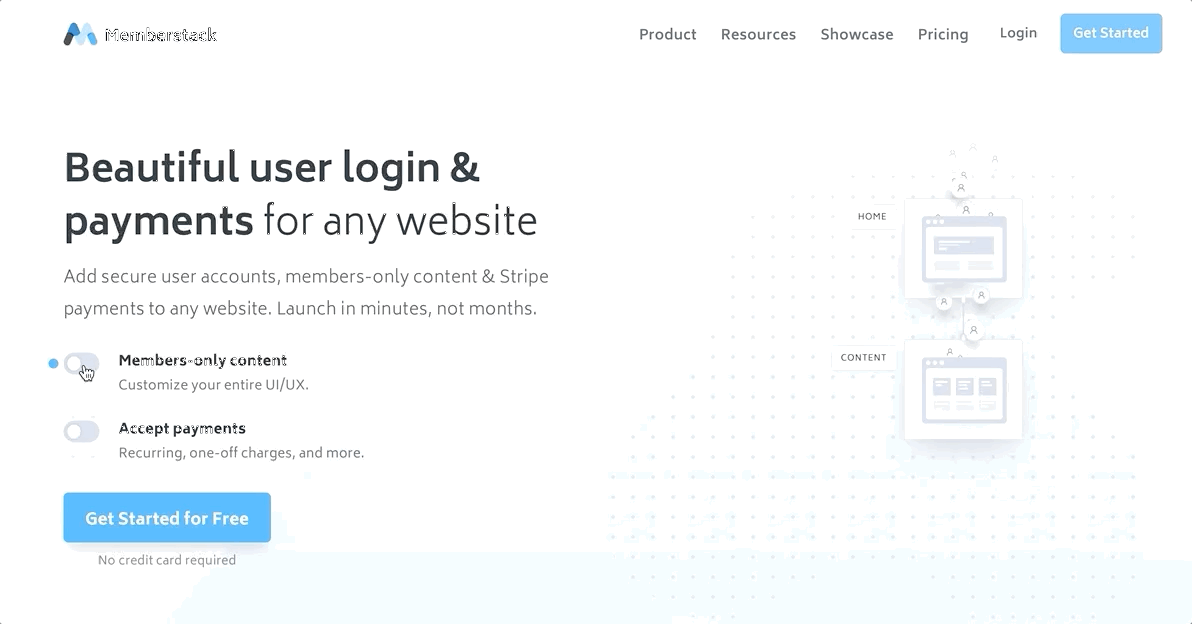 Memberstack
Product Resources Showcase Pricing Login Get Started
Beautiful user login &
payments for any website
Add secure user accounts, members-only content & Stripe
payments to any website. Launch in minutes, not months.
Members-only content
Customize your entire UI/UX.
Accept payments
Recurring, one-off charges, and more.
Get Started for Free
No credit card required
HOME
CONTENT